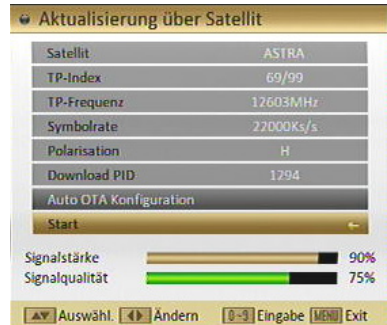 Aktualisierung über Satellit
Satellit ASTRA
TP-Index 69/99
TP-Frequenz 12603MHz
Symbolrate 22000Ks/s
Polarisation H
Download PID 1294
Auto OTA Konfiguration
Start
Signalstärke 90%
Signalqualität 75%
Auswähl. Ändern 0-9 Eingabe MENU Exit